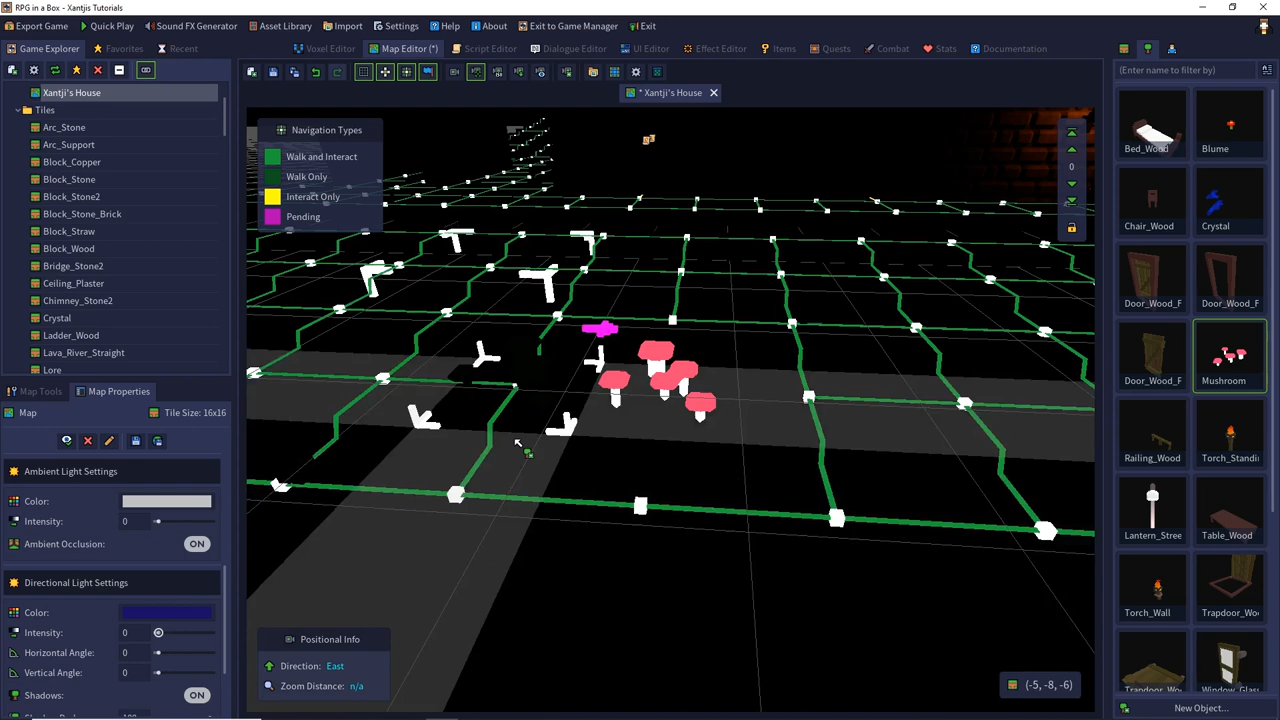 RPG in a Box - Xantjis Tutorials
Export Game
Quick Play
Sound FX Generator
Asset Library
Import
Settings
Help
About
Exit to Game Manager
Exit
Game Explorer
Favorites
Recent
Voxel Editor
Map Editor (*)
Script Editor
Dialogue Editor
UI Editor
Effect Editor
Items
Quests
Combat
Stats
Documentation
(Enter name to filter by)
* Xantji's House
Xantji's House
Tiles
Arc_Stone
Arc_Support
Block_Copper
Block_Stone
Block_Stone2
Block_Stone_Brick
Block_Straw
Block_Wood
Bridge_Stone2
Ceiling_Plaster
Chimney_Stone2
Crystal
Ladder_Wood
Lava_River_Straight
Lore
Navigation Types
Walk and Interact
Walk Only
Interact Only
Pending
0
Map Tools
Map Properties
Map
Tile Size: 16x16
Ambient Light Settings
Color:
Intensity: 0
Ambient Occlusion: ON
Directional Light Settings
Color:
Intensity: 0
Horizontal Angle: 0
Vertical Angle: 0
Shadows: ON
Positional Info
Direction: East
Zoom Distance: n/a
(-5, -8, -6)
Bed_Wood
Blume
Chair_Wood
Crystal
Door_Wood_F
Door_Wood_F
Door_Wood_F
Mushroom
Railing_Wood
Torch_Standi
Lantern_Stree
Table_Wood
Torch_Wall
Trapdoor_Wo
Trapdoor_Wo
Window_Glass
New Object...